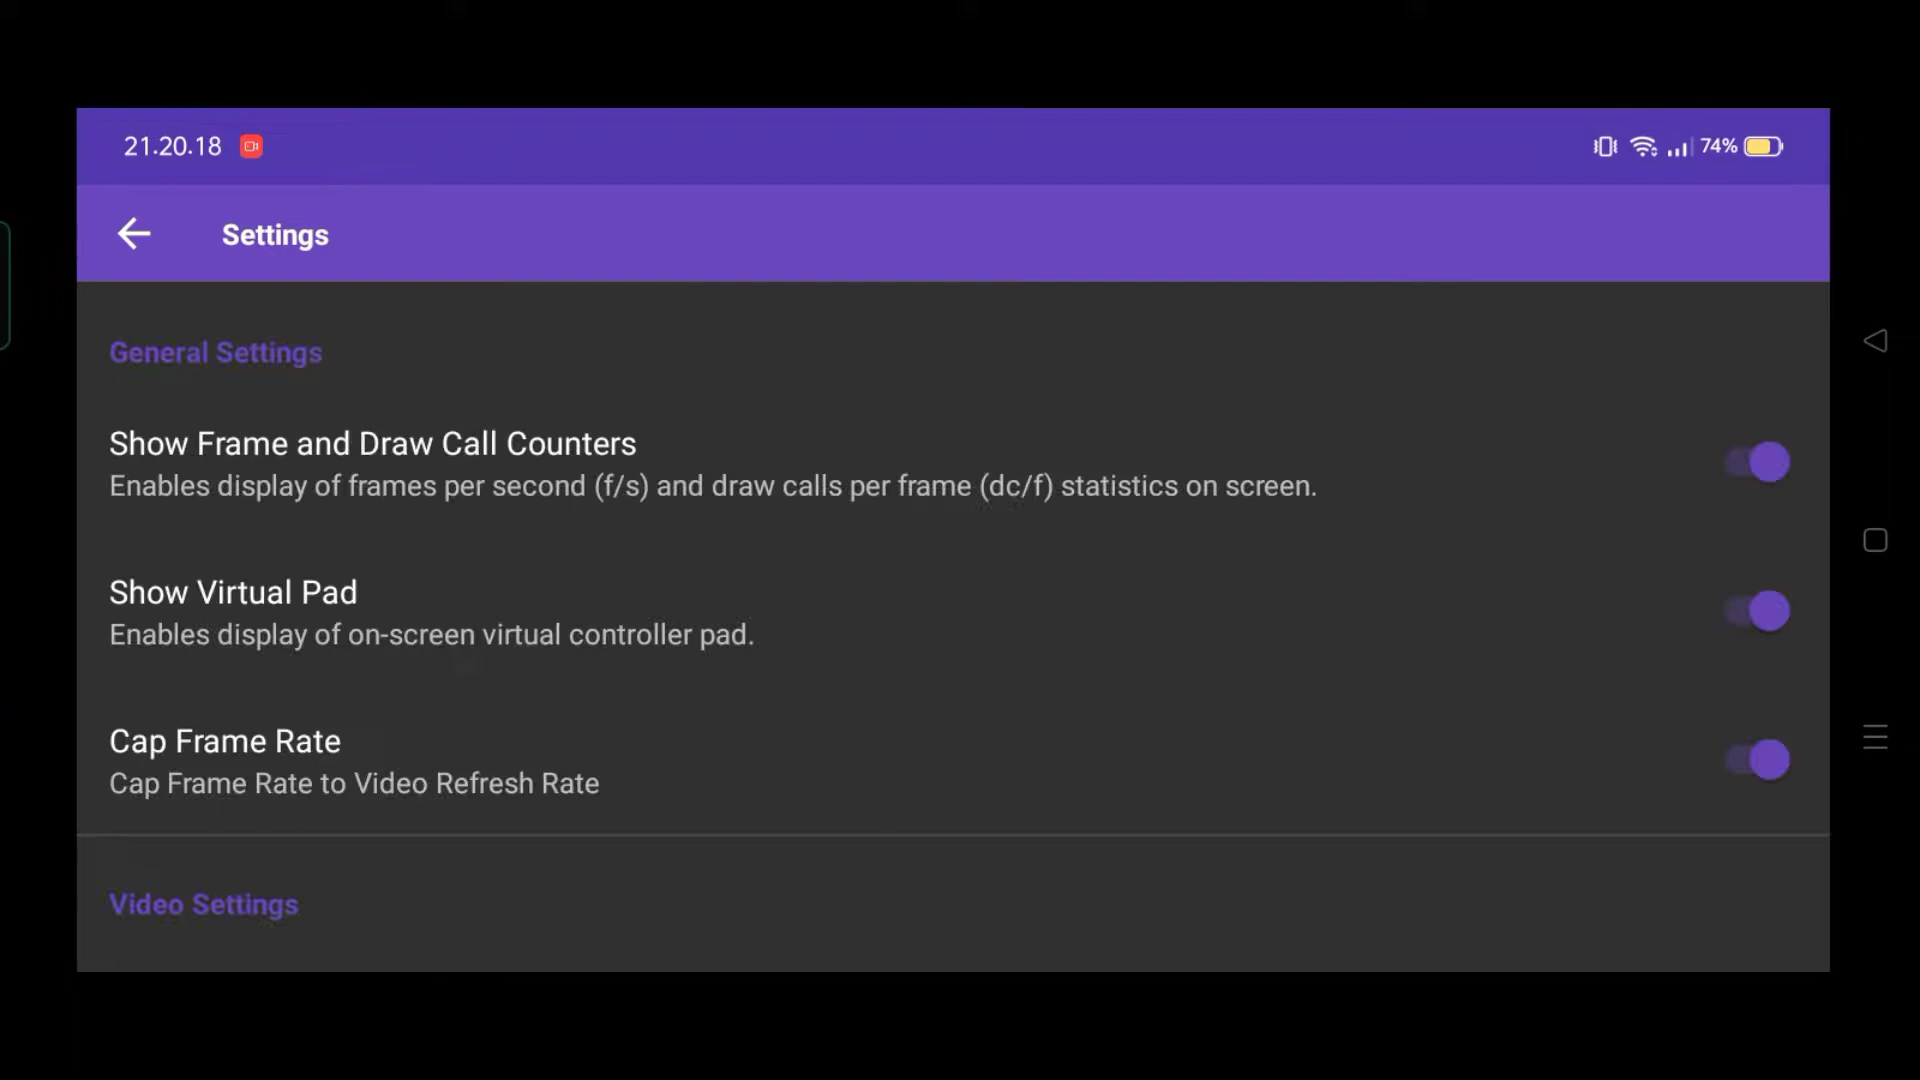 21.20.18
74%
Settings
General Settings
Show Frame and Draw Call Counters
Enables display of frames per second (f/s) and draw calls per frame (dc/f) statistics on screen.
Show Virtual Pad
Enables display of on-screen virtual controller pad.
Cap Frame Rate
Cap Frame Rate to Video Refresh Rate
Video Settings